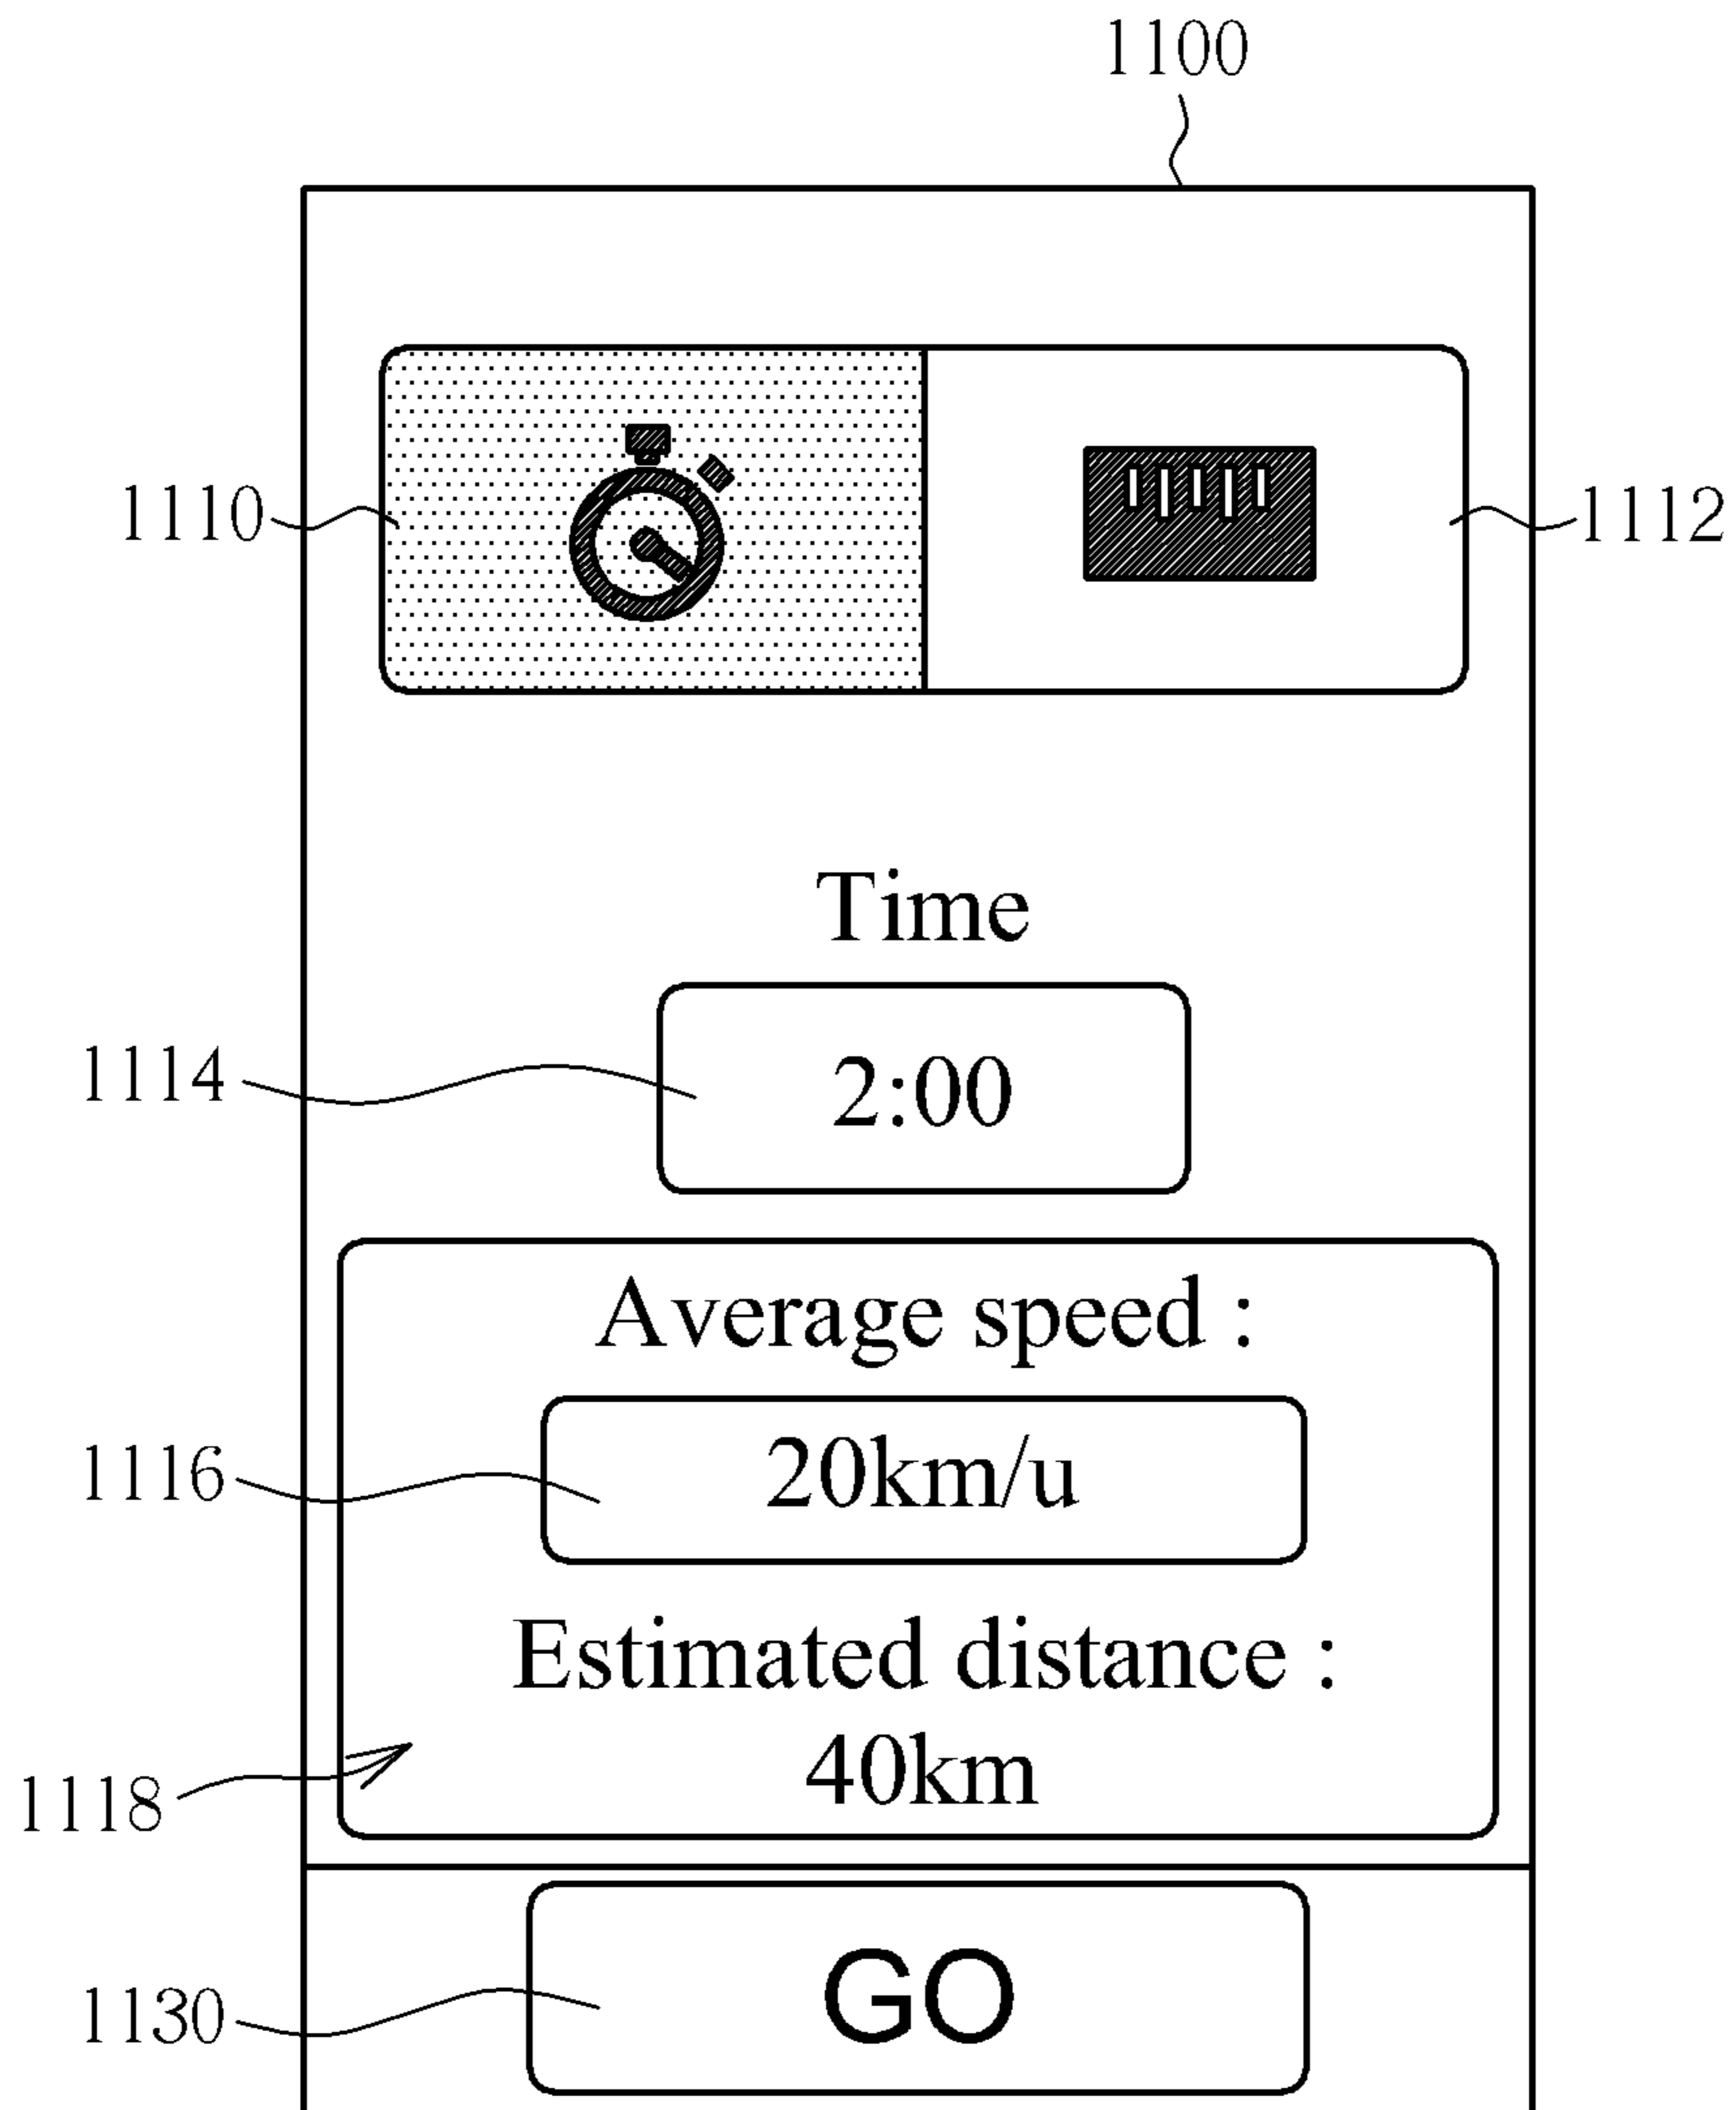 1100
1110
1112
Time
1114
2:00
Average speed :
1116
20km/u
Estimated distance :
40km
1118
GO
1130